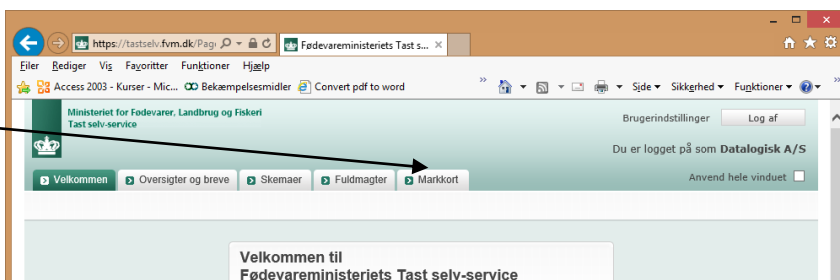 https://tastselv.fvm.dk/Page
Fødevareministeriets Tast s...
Filer Rediger Vis Favoritter Funktioner Hjælp
Access 2003 - Kurser - Mic... Bekæmpelsesmidler Convert pdf to word
Side Sikkerhed Funktioner
Ministeriet for Fødevarer, Landbrug og Fiskeri
Tast selv-service
Brugerindstillinger Log af
Du er logget på som Datalogisk A/S
Velkommen Oversigter og breve Skemaer Fuldmagter Markkort
Anvend hele vinduet
Velkommen til
Fødevareministeriets Tast selv-service